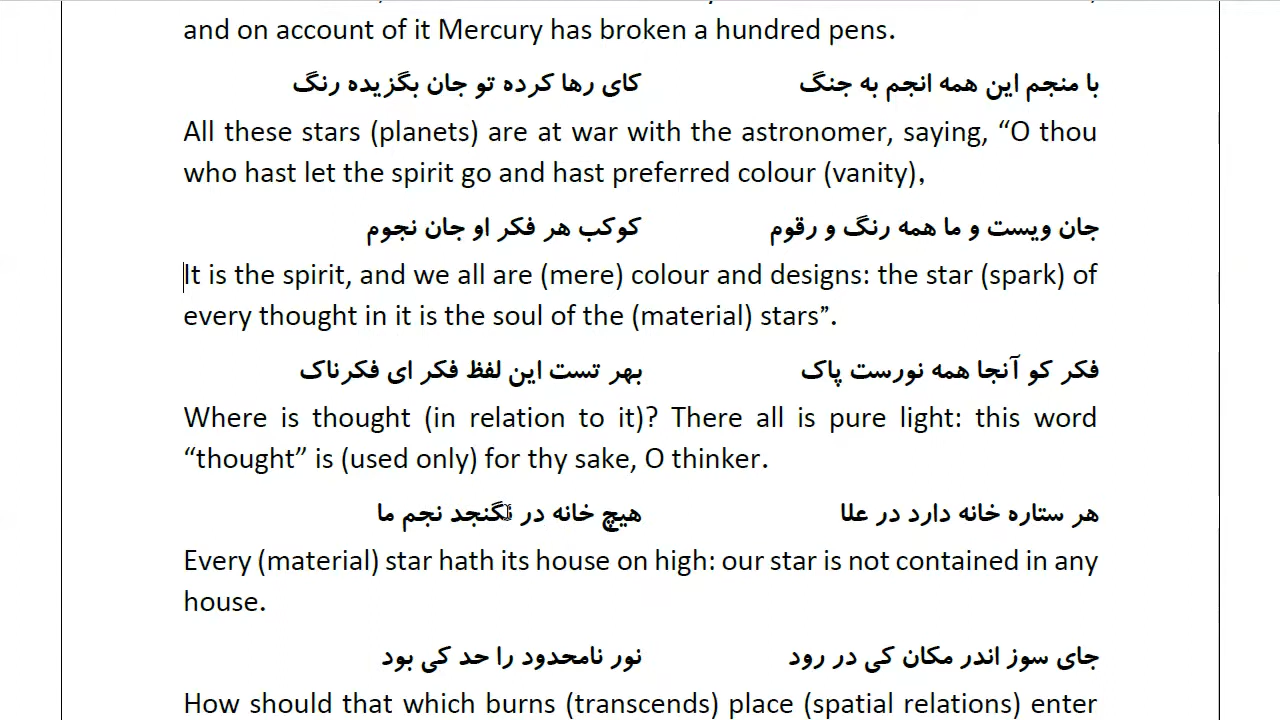 and on account of it Mercury has broken a hundred pens.
با منجم این همه انجم به جنگ کای رها کرده تو جان بگزیده رنگ
All these stars (planets) are at war with the astronomer, saying, “O thou
who hast let the spirit go and hast preferred colour (vanity),
جان ویست و ما همه رنگ و رقوم کوکب هر فکر او جان نجوم
It is the spirit, and we all are (mere) colour and designs: the star (spark) of
every thought in it is the soul of the (material) stars”.
فکر کو آنجا همه نورست پاک بهر تست این لفظ فکر ای فکرناک
Where is thought (in relation to it)? There all is pure light: this word
“thought” is (used only) for thy sake, O thinker.
هر ستاره خانه دارد در علا هیچ خانه در نگنجد نجم ما
Every (material) star hath its house on high: our star is not contained in any
house.
جای سوز اندر مکان کی در رود نور نامحدود را حد کی بود
How should that which burns (transcends) place (spatial relations) enter